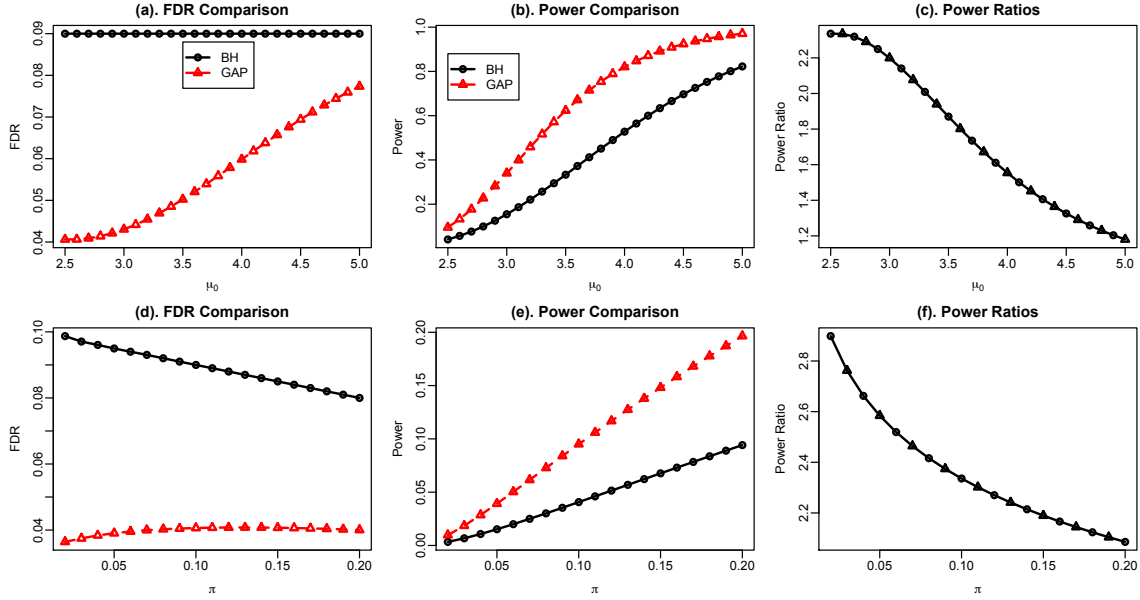 (a). FDR Comparison
FDR
0.04 0.05 0.06 0.07 0.08 0.09
BH
GAP
2.5 3.0 3.5 4.0 4.5 5.0
μ0
(b). Power Comparison
Power
0.2 0.4 0.6 0.8 1.0
BH
GAP
2.5 3.0 3.5 4.0 4.5 5.0
μ0
(c). Power Ratios
Power Ratio
1.2 1.4 1.6 1.8 2.0 2.2
2.5 3.0 3.5 4.0 4.5 5.0
μ0
(d). FDR Comparison
FDR
0.04 0.06 0.08 0.10
0.05 0.10 0.15 0.20
π
(e). Power Comparison
Power
0.00 0.05 0.10 0.15 0.20
0.05 0.10 0.15 0.20
π
(f). Power Ratios
Power Ratio
2.2 2.4 2.6 2.8
0.05 0.10 0.15 0.20
π